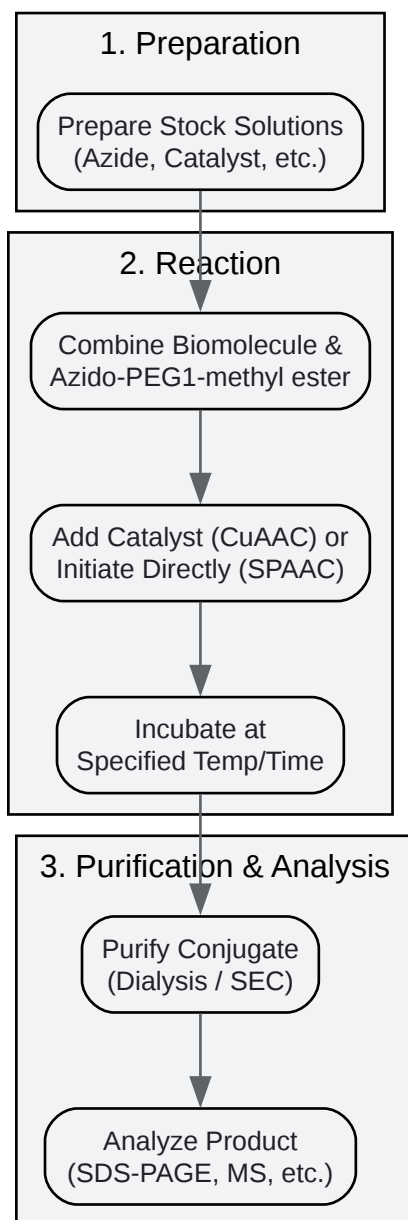 1. Preparation
Prepare Stock Solutions
(Azide, Catalyst, etc.)
2. Reaction
Combine Biomolecule &
Azido-PEG1-methyl ester
Add Catalyst (CuAAC) or
Initiate Directly (SPAAC)
Incubate at
Specified Temp/Time
3. Purification & Analysis
Purify Conjugate
(Dialysis / SEC)
Analyze Product
(SDS-PAGE, MS, etc.)